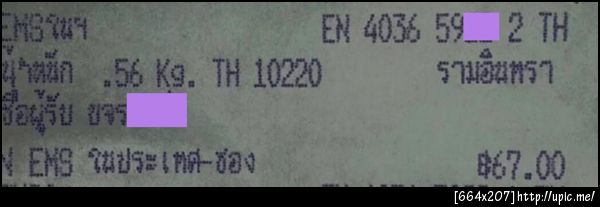 EMSในฯ EN 4036 59 2 TH
น้ำหนัก .56 Kg. TH 10220 รามอินทรา
ชื่อผู้รับ ขจร
N EMS ในประเทศ-ซอง ฿67.00
[664x207]http://upic.me/